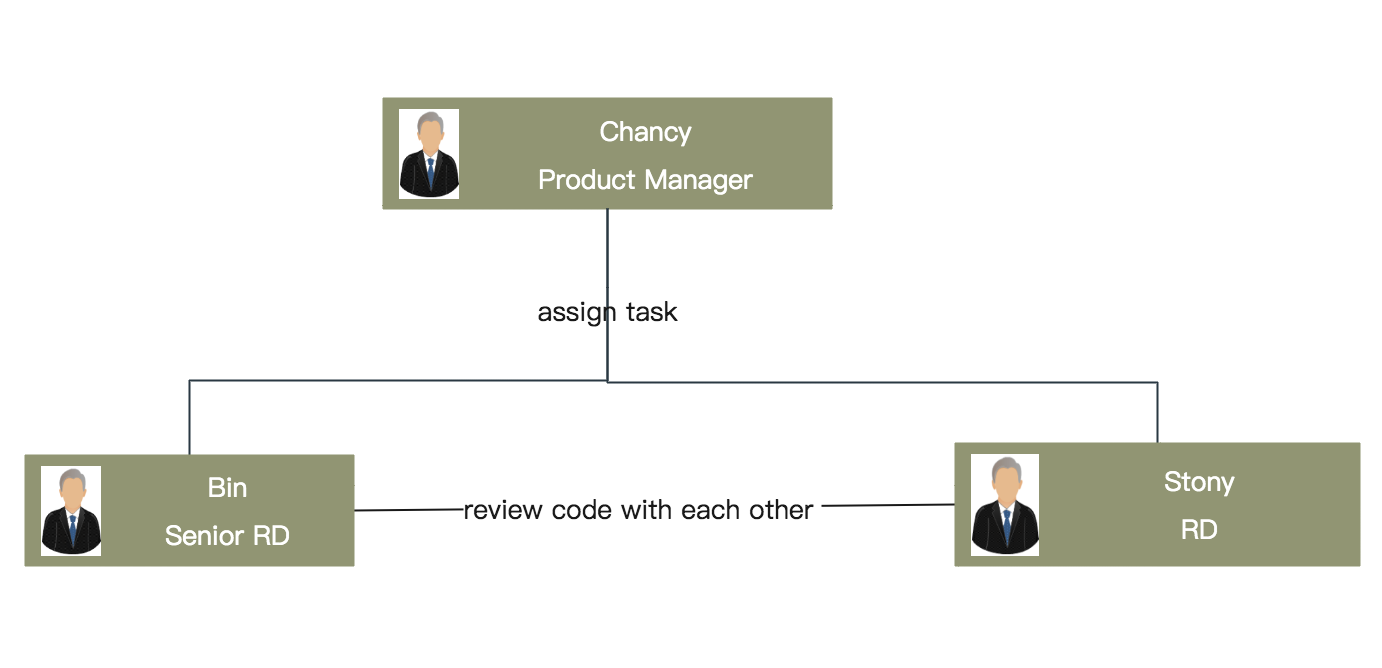 Chancy
Product Manager
assign task
Bin
Senior RD
review code with each other
Stony
RD